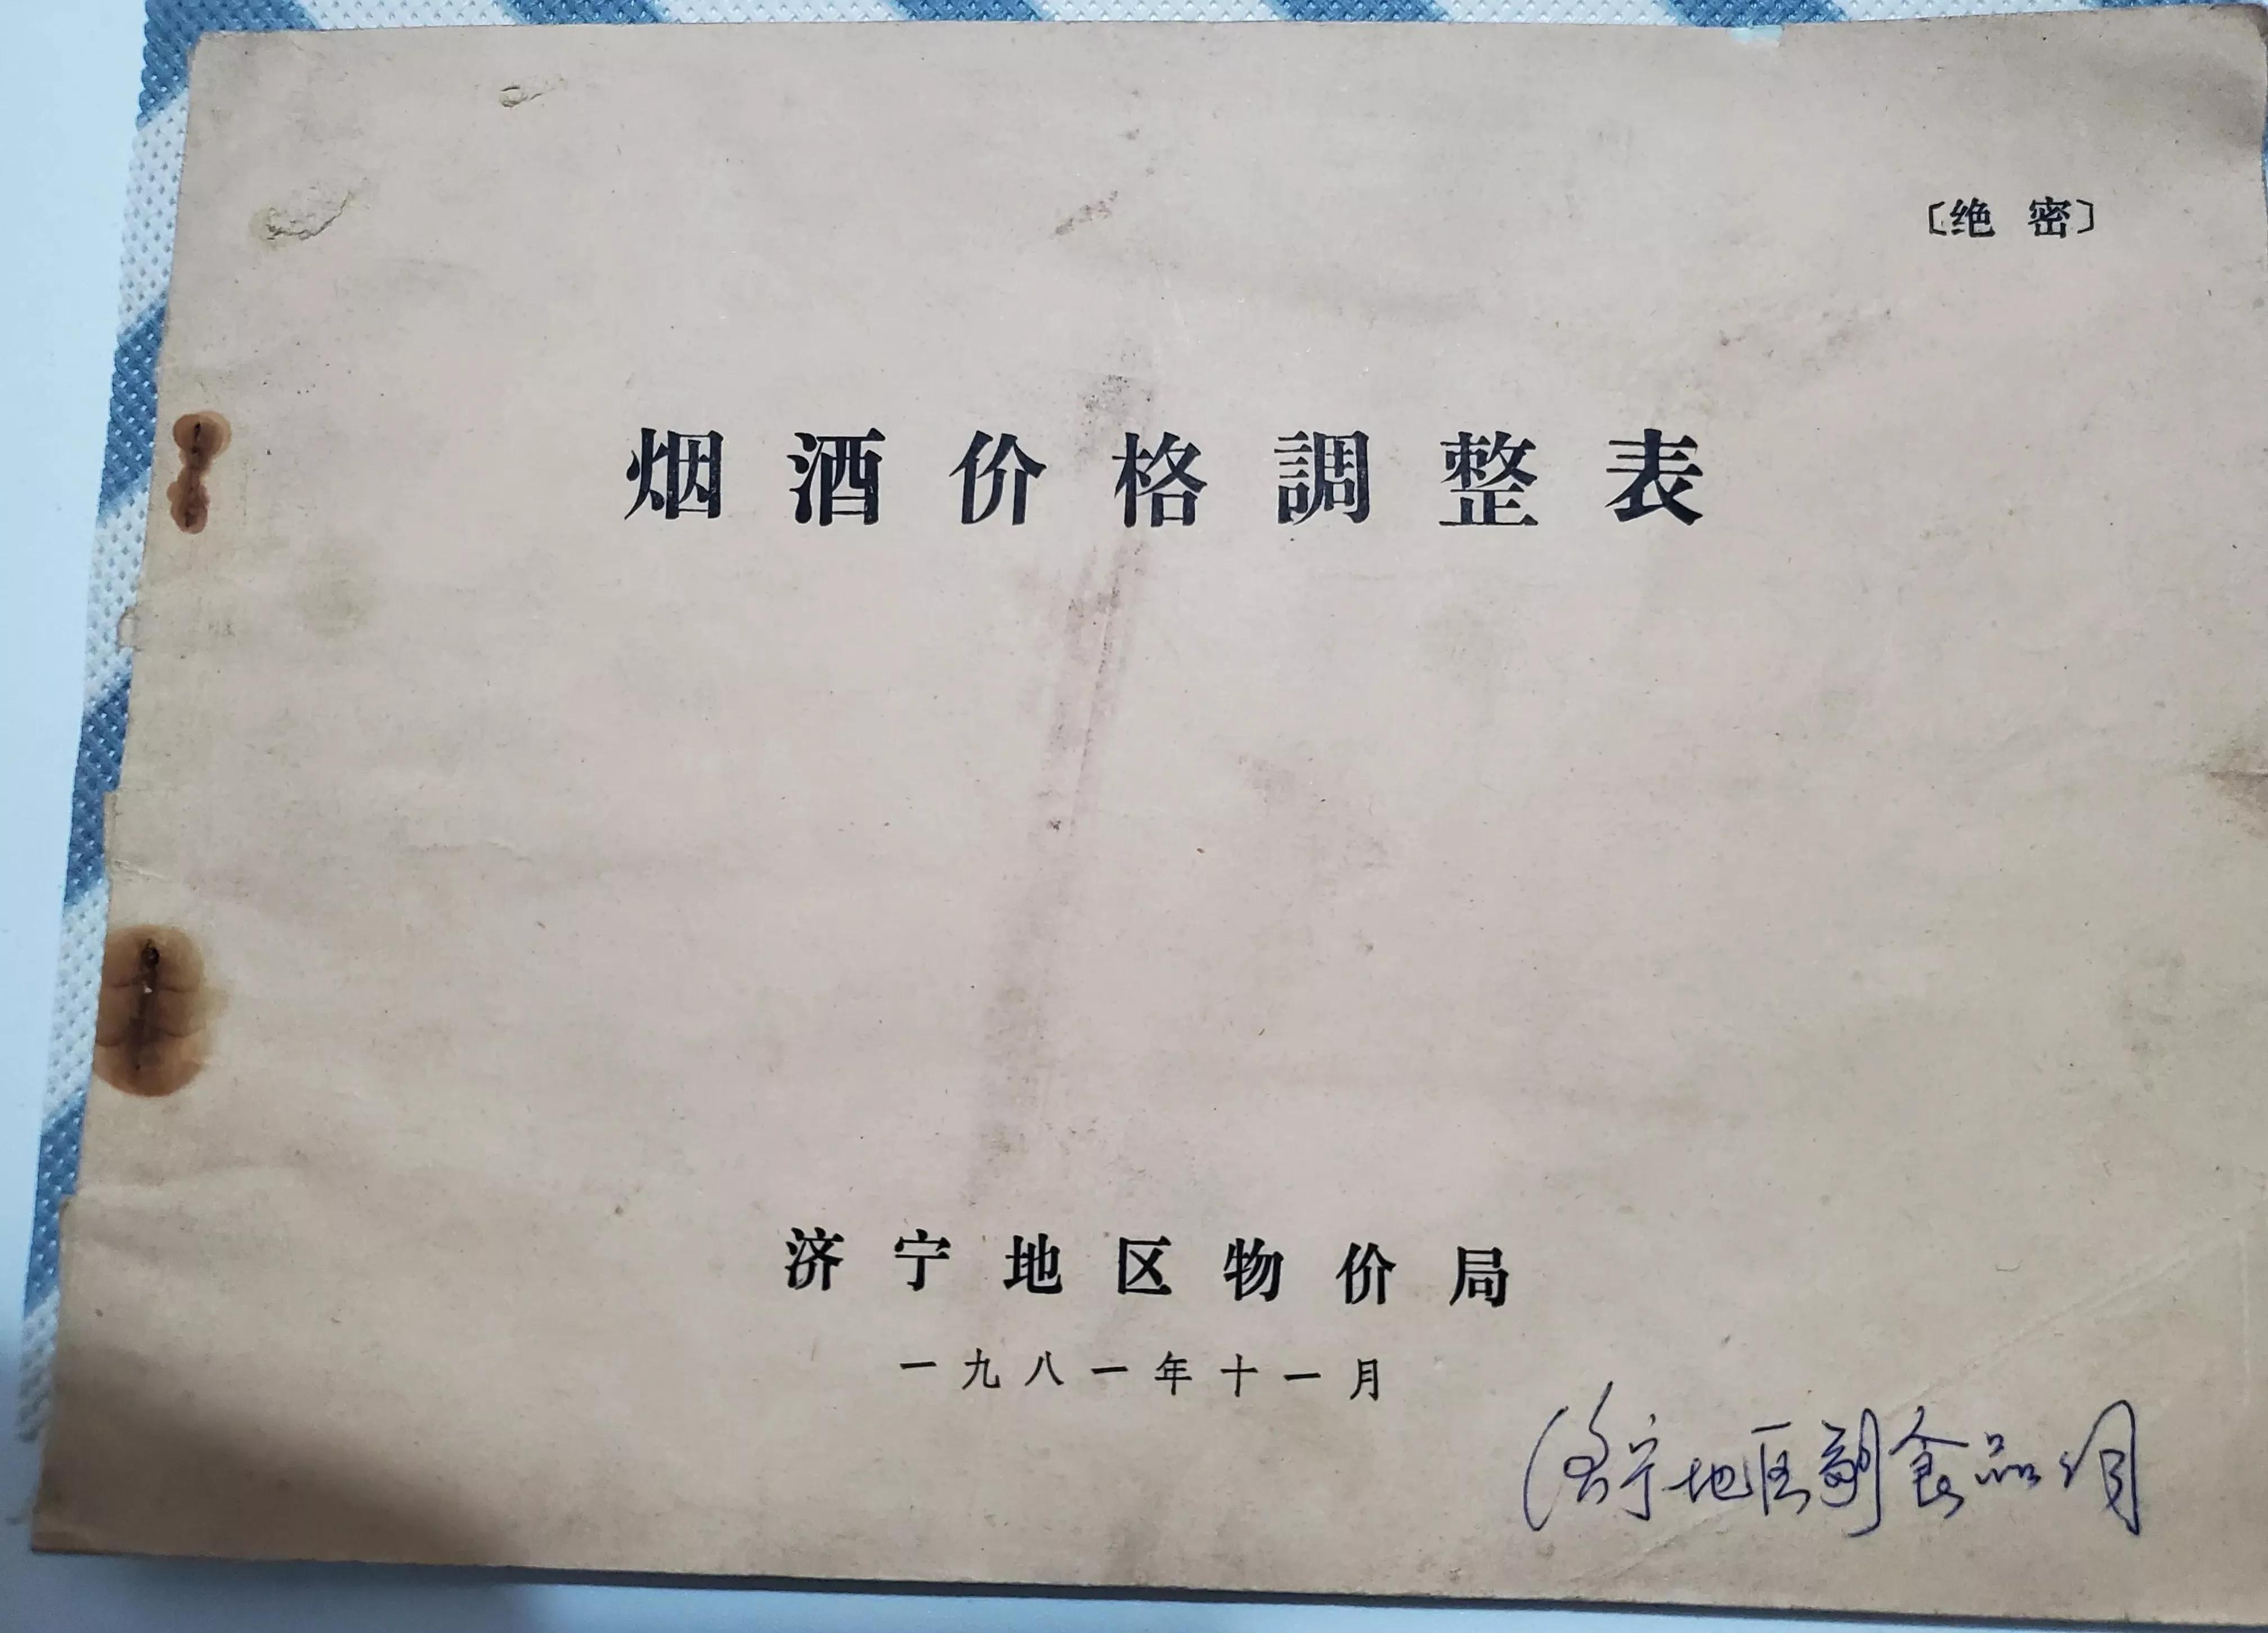 〔绝 密〕
烟酒价格調整表
济宁地区物价局
一九八一年十一月
济宁地区副食品公司